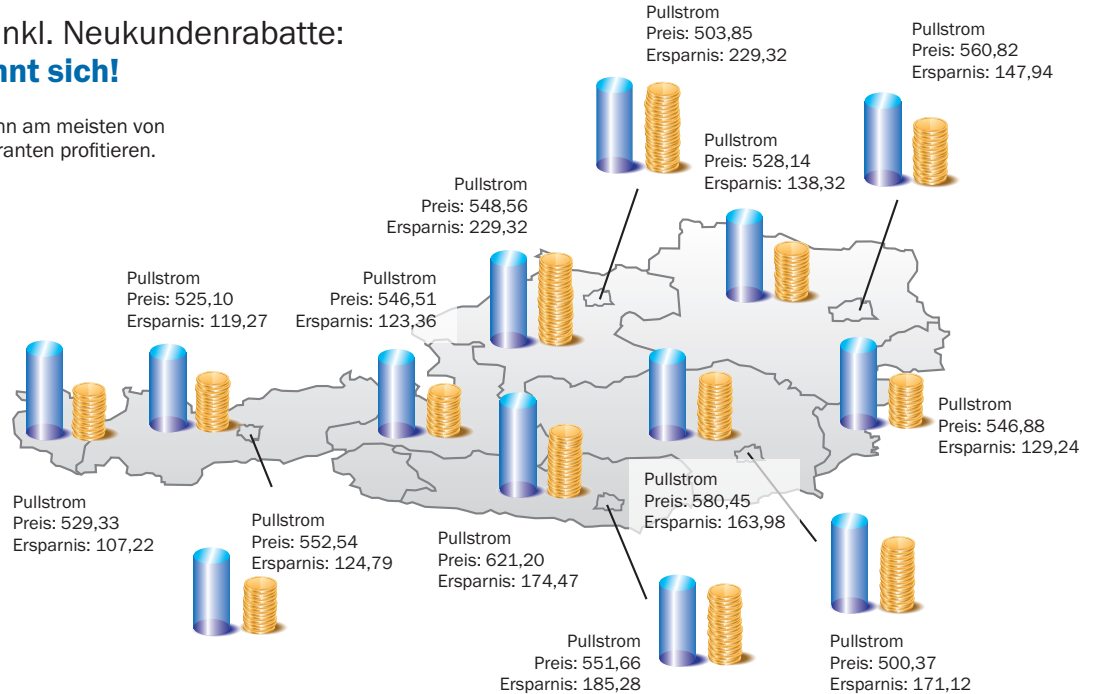 nkl. Neukundenrabatte:
nnt sich!
nn am meisten von
ranten profitieren.
Pullstrom
Preis: 503,85
Ersparnis: 229,32
Pullstrom
Preis: 560,82
Ersparnis: 147,94
Pullstrom
Preis: 528,14
Ersparnis: 138,32
Pullstrom
Preis: 548,56
Ersparnis: 229,32
Pullstrom
Preis: 525,10
Ersparnis: 119,27
Pullstrom
Preis: 546,51
Ersparnis: 123,36
Pullstrom
Preis: 546,88
Ersparnis: 129,24
Pullstrom
Preis: 529,33
Ersparnis: 107,22
Pullstrom
Preis: 552,54
Ersparnis: 124,79
Pullstrom
Preis: 621,20
Ersparnis: 174,47
Pullstrom
Preis: 580,45
Ersparnis: 163,98
Pullstrom
Preis: 551,66
Ersparnis: 185,28
Pullstrom
Preis: 500,37
Ersparnis: 171,12